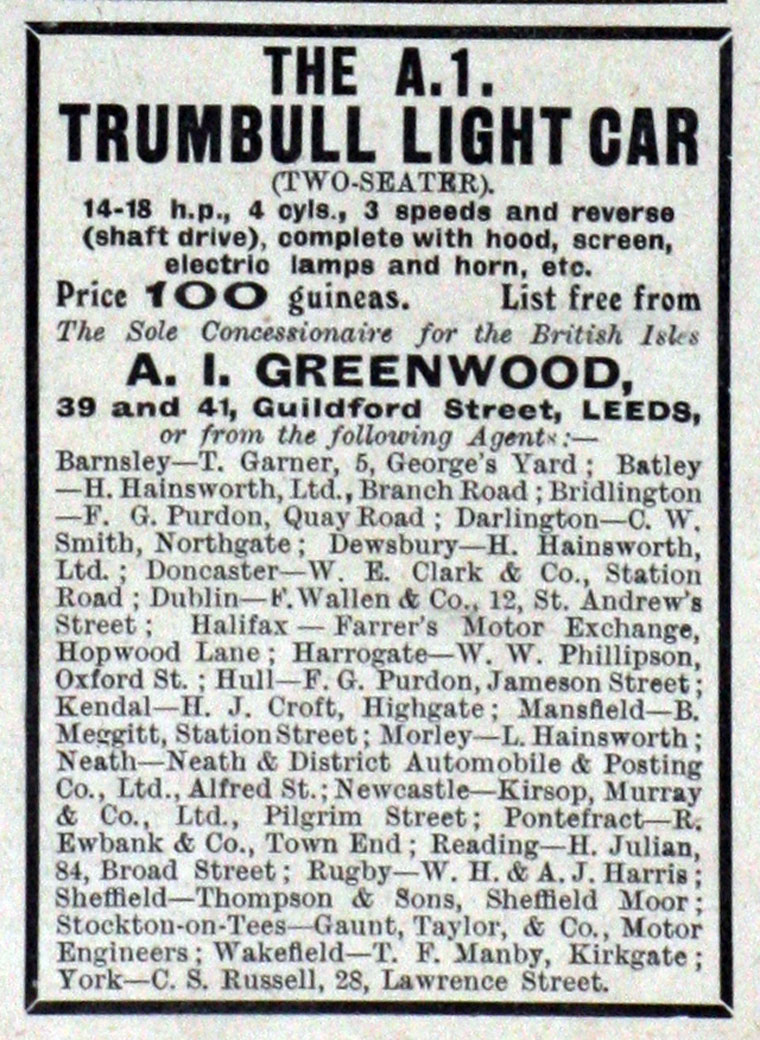 THE A.1.
TRUMBULL LIGHT CAR
(TWO-SEATER).
14-18 h.p., 4 cyls., 3 speeds and reverse
(shaft drive), complete with hood, screen,
electric lamps and horn, etc.
Price 100 guineas. List free from
The Sole Concessionaire for the British Isles
A. I. GREENWOOD,
39 and 41, Guildford Street, LEEDS,
or from the following Agents:—
Barnsley—T. Garner, 5, George's Yard; Batley
—H. Hainsworth, Ltd., Branch Road; Bridlington
—F. G. Purdon, Quay Road; Darlington—C. W.
Smith, Northgate; Dewsbury—H. Hainsworth,
Ltd.; Doncaster—W. E. Clark & Co., Station
Road; Dublin—F. Wallen & Co., 12, St. Andrew's
Street; Halifax—Farrer's Motor Exchange,
Hopwood Lane; Harrogate—W. W. Phillipson,
Oxford St.; Hull—F. G. Purdon, Jameson Street;
Kendal—H. J. Croft, Highgate; Mansfield—B.
Meggitt, Station Street; Morley—L. Hainsworth;
Neath—Neath & District Automobile & Posting
Co., Ltd., Alfred St.; Newcastle—Kirsop, Murray
& Co., Ltd., Pilgrim Street; Pontefract—R.
Ewbank & Co., Town End; Reading—H. Julian,
84, Broad Street; Rugby—W. H. & A. J. Harris;
Sheffield—Thompson & Sons, Sheffield Moor;
Stockton-on-Tees—Gaunt, Taylor, & Co., Motor
Engineers; Wakefield—T. F. Manby, Kirkgate;
York—C. S. Russell, 28, Lawrence Street.